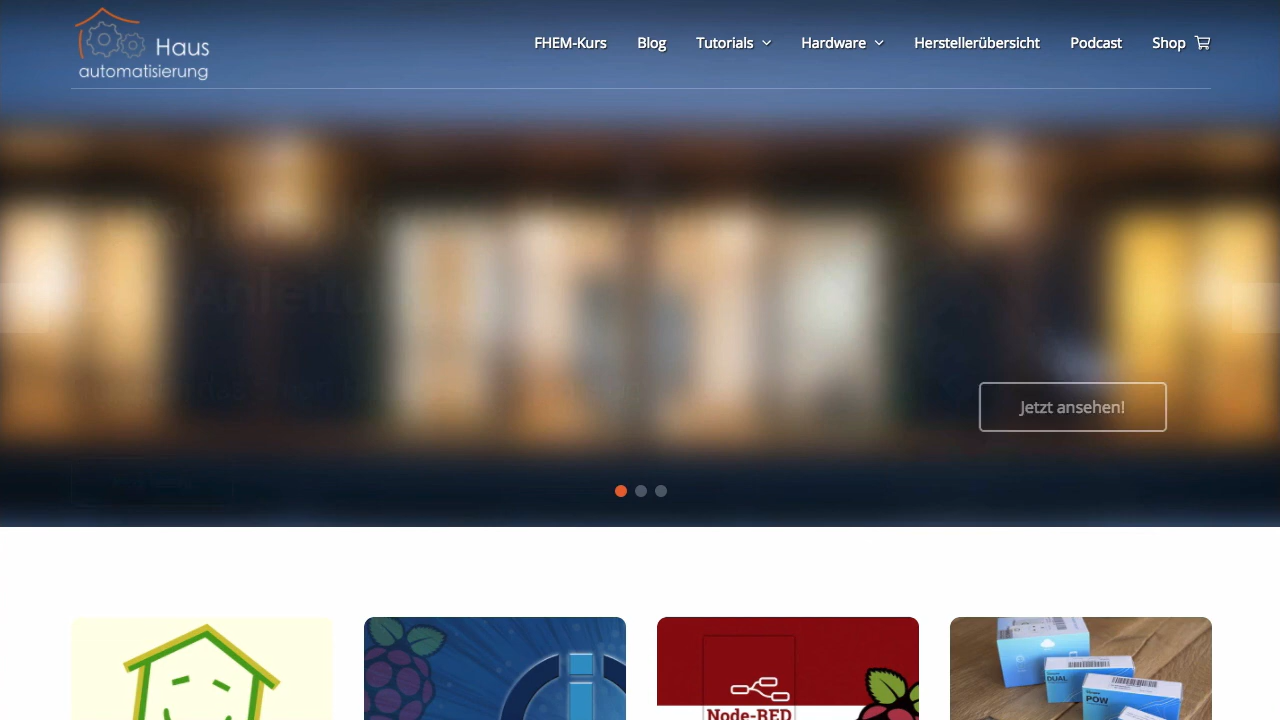 Haus
automatisierung
FHEM-Kurs Blog Tutorials Hardware Herstellerübersicht Podcast Shop
Jetzt ansehen!
Node-RED
DUAL
POW